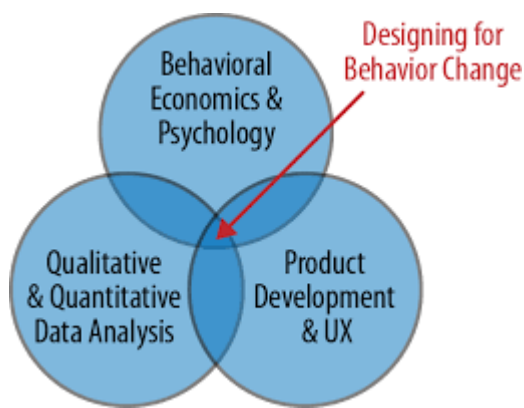 Designing for
Behavior Change
Behavioral
Economics &
Psychology
Qualitative
& Quantitative
Data Analysis
Product
Development
& UX